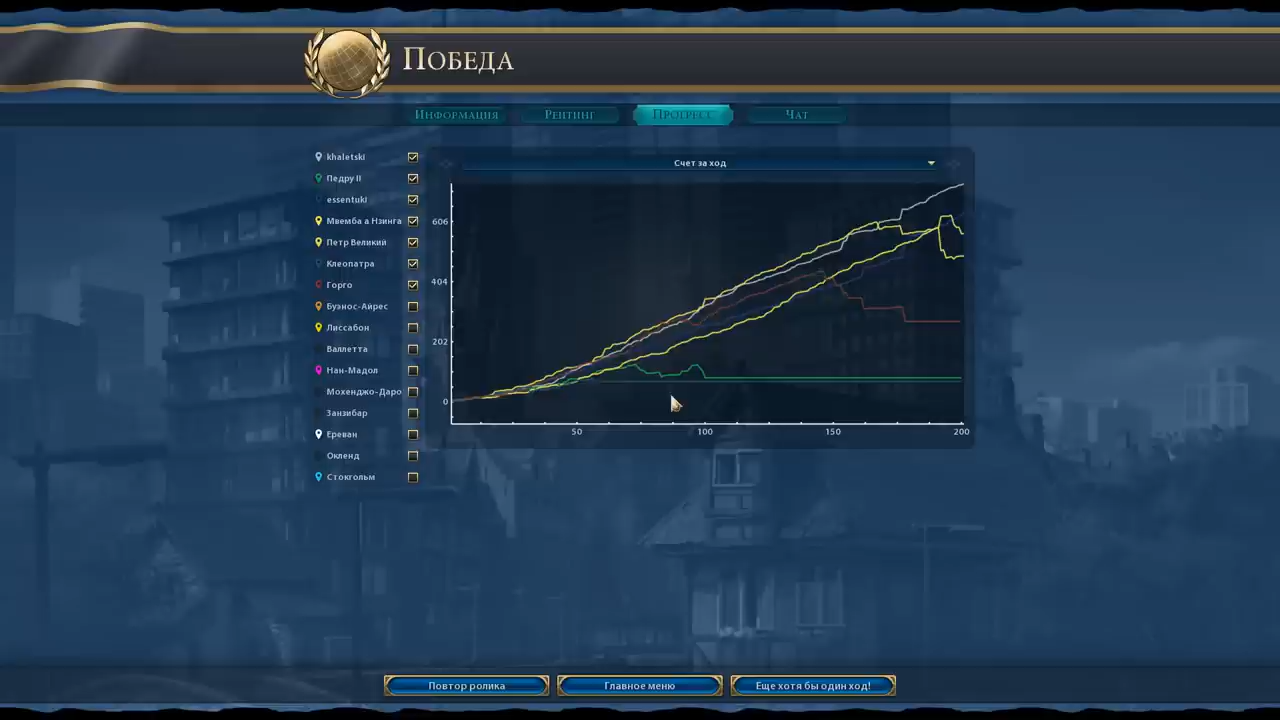 Победа
Информация Рейтинг Прогресс Чат
khaletski
Педру II
essentuki
Мвемба а Нзинга
Петр Великий
Клеопатра
Горго
Буэнос-Айрес
Лиссабон
Валлетта
Нан-Мадол
Мохенджо-Даро
Занзибар
Ереван
Окленд
Стокгольм
Счет за ход
606
404
202
0
50 100 150 200
Повтор ролика Главное меню Еще хотя бы один ход!